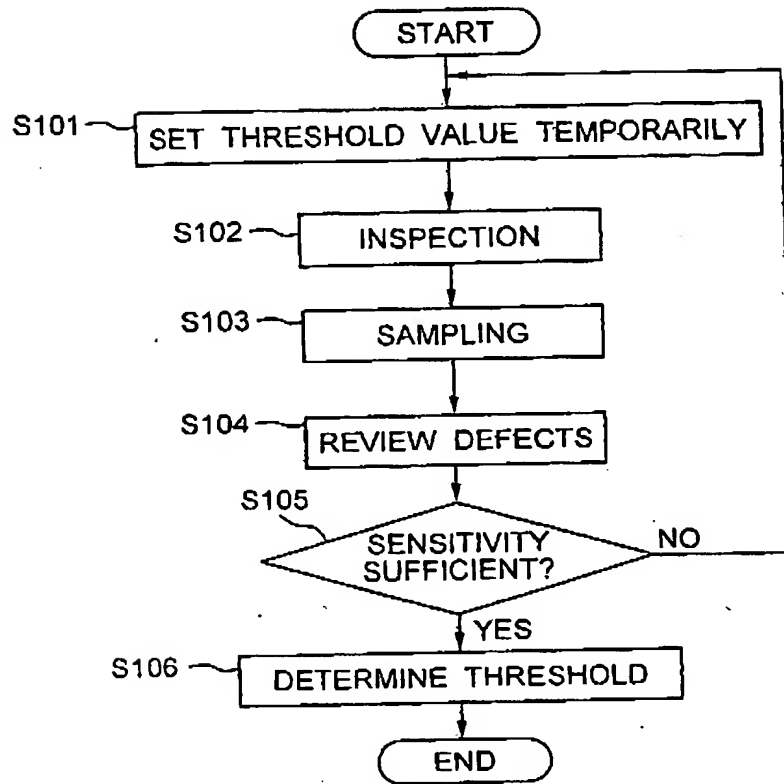 START
S101
SET THRESHOLD VALUE TEMPORARILY
S102
INSPECTION
S103
SAMPLING
S104
REVIEW DEFECTS
S105
SENSITIVITY
SUFFICIENT?
NO
YES
S106
DETERMINE THRESHOLD
END